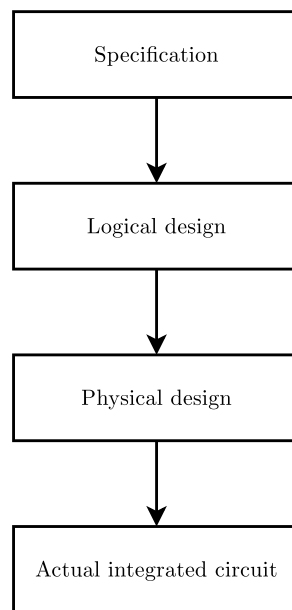 Specification
Logical design
Physical design
Actual integrated circuit